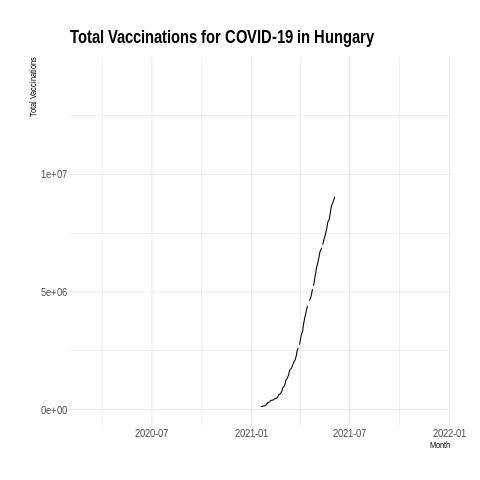 Total Vaccinations for COVID-19 in Hungary
Total Vaccinations
1e+07
5e+06
0e+00
2020-07 2021-01 2021-07 2022-01
Month